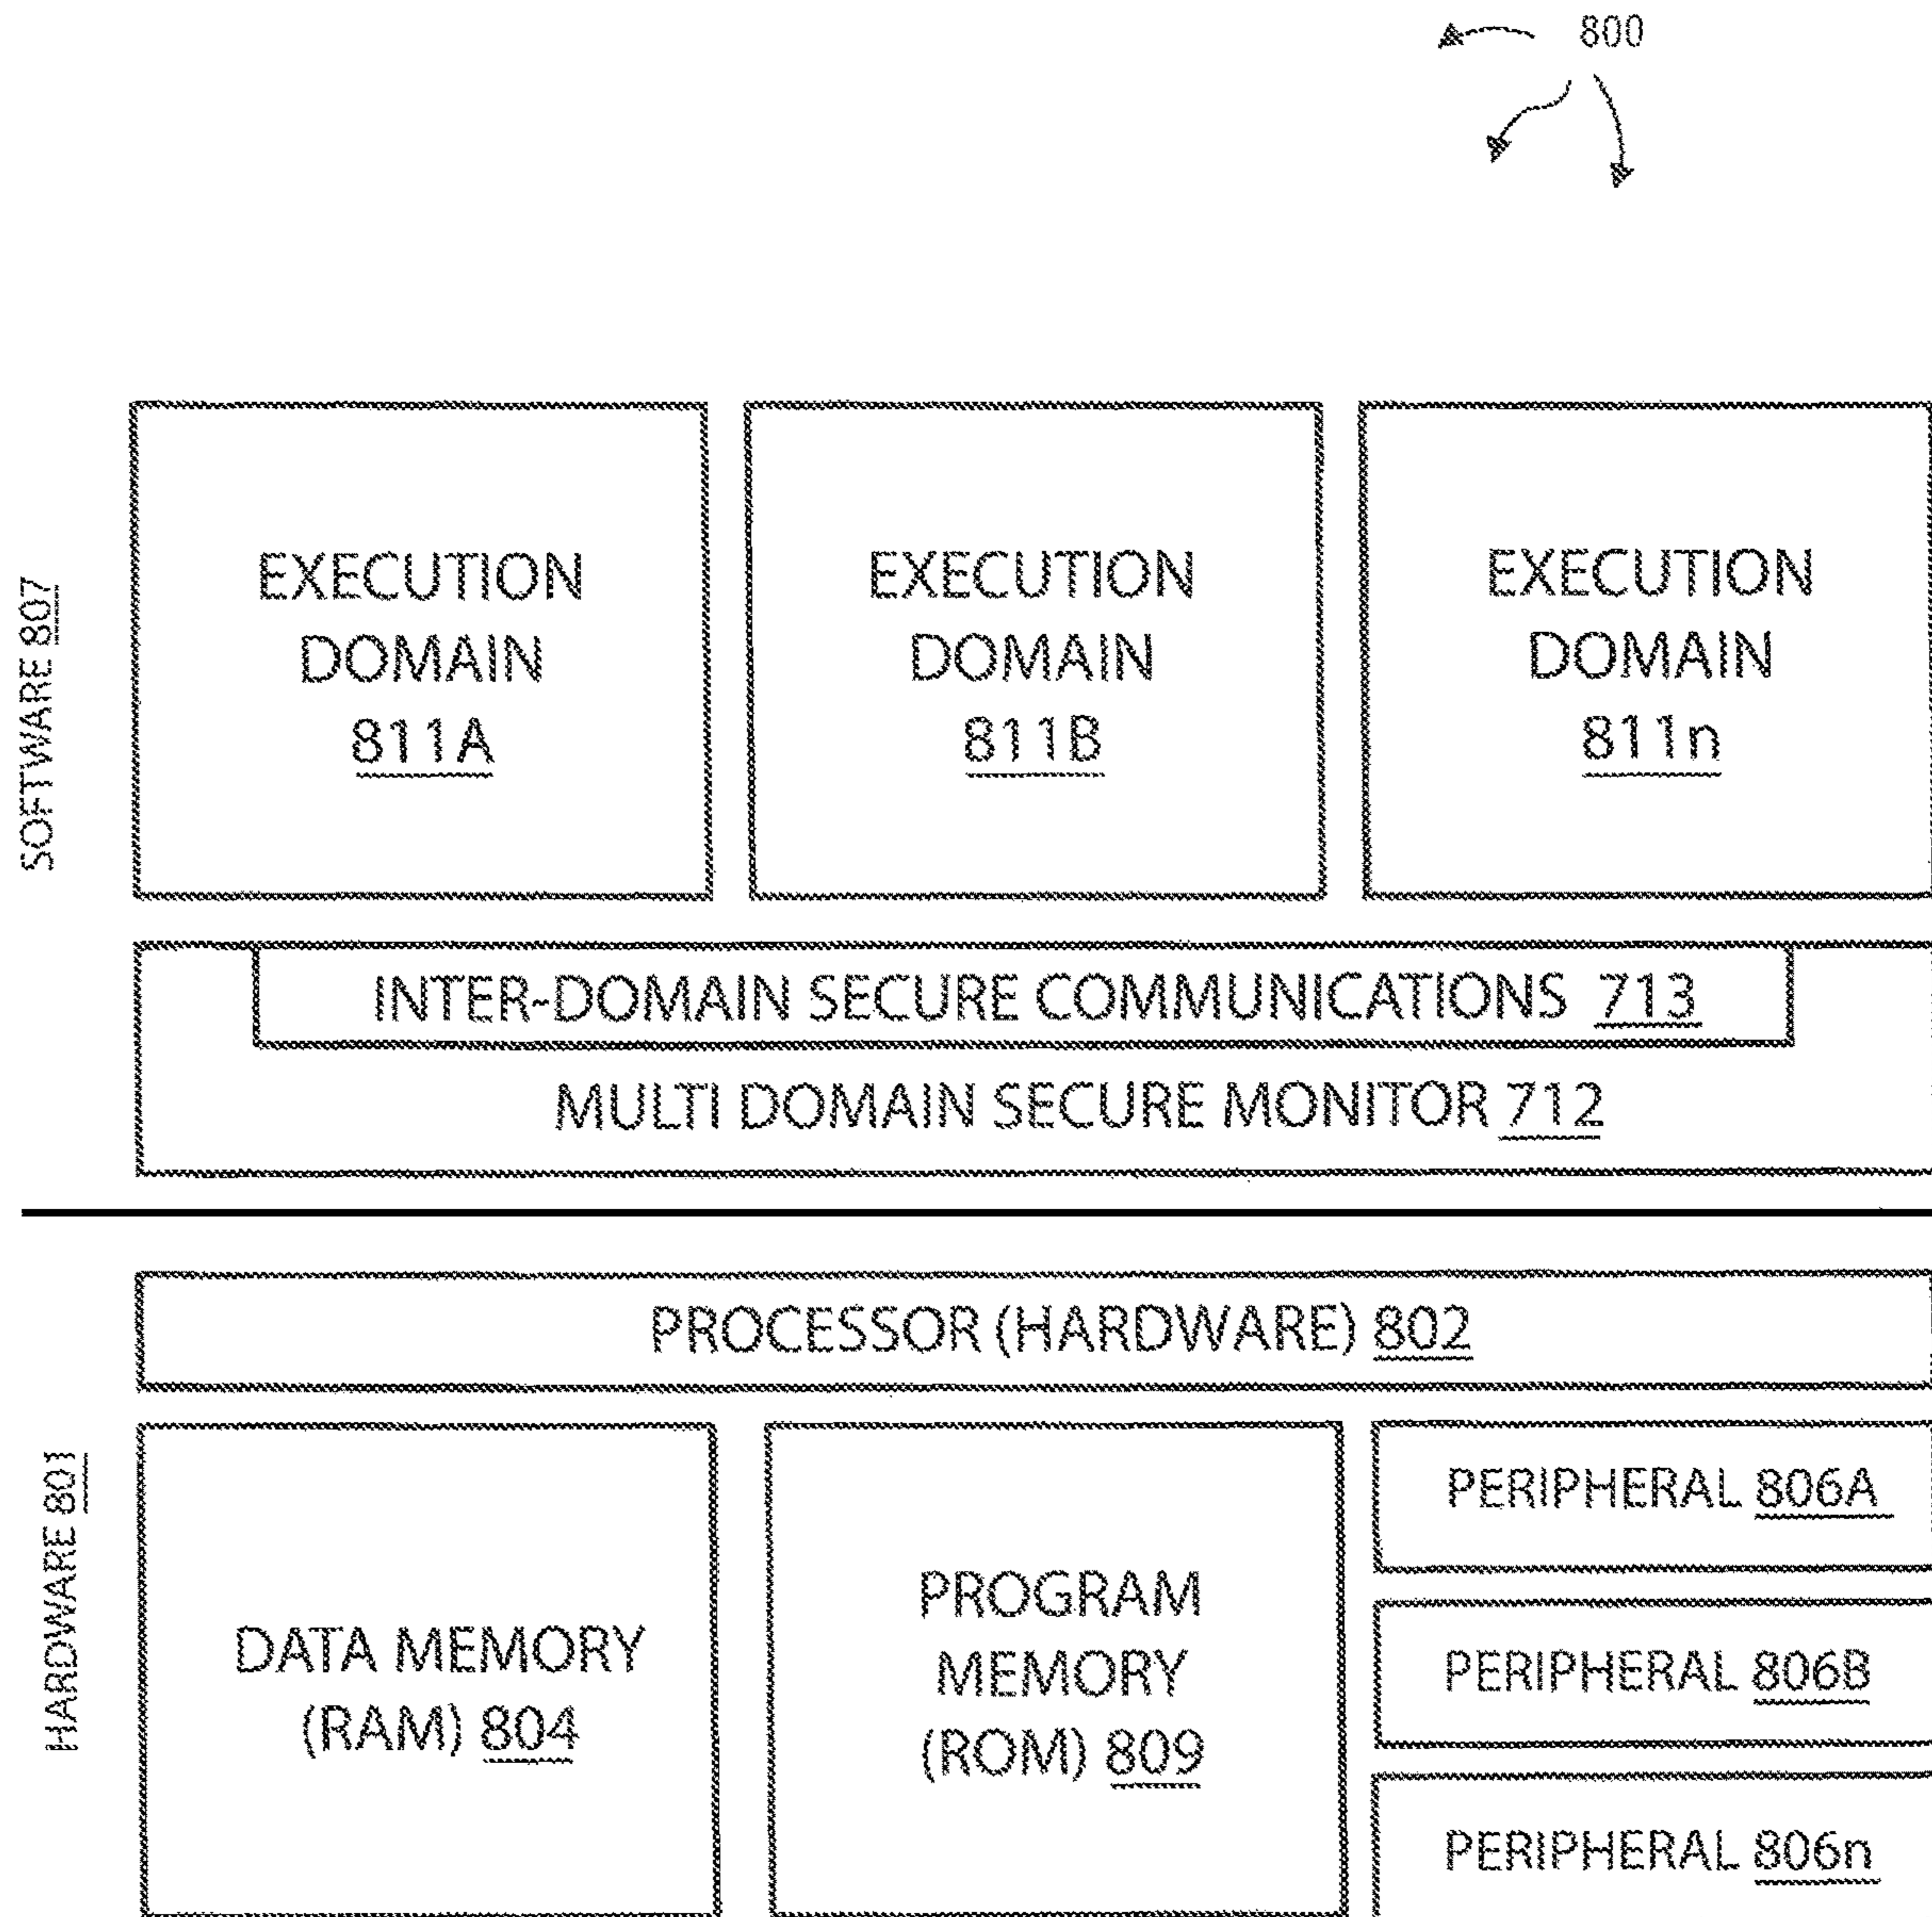 800
SOFTWARE 807
EXECUTION
DOMAIN
811A
EXECUTION
DOMAIN
811B
EXECUTION
DOMAIN
811n
INTER-DOMAIN SECURE COMMUNICATIONS 713
MULTI DOMAIN SECURE MONITOR 712
HARDWARE 801
PROCESSOR (HARDWARE) 802
DATA MEMORY
(RAM) 804
PROGRAM
MEMORY
(ROM) 809
PERIPHERAL 806A
PERIPHERAL 806B
PERIPHERAL 806n